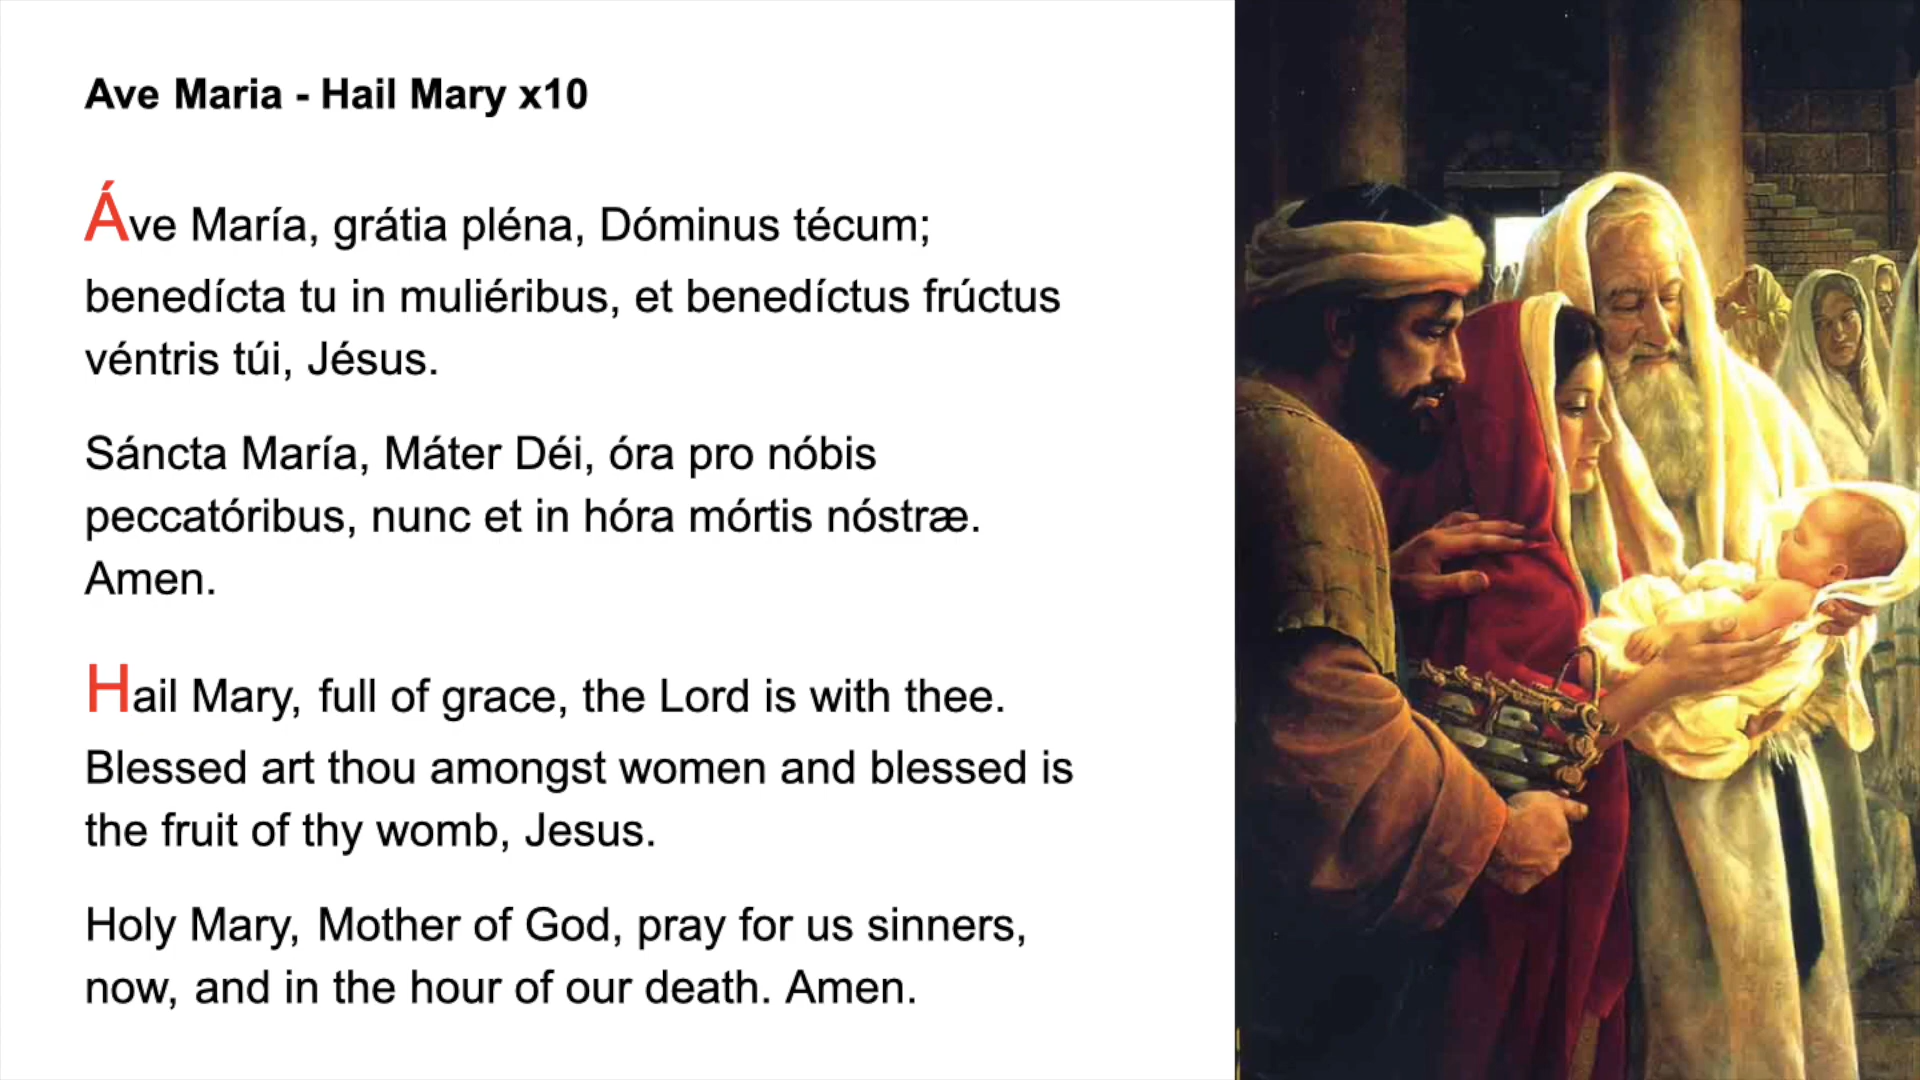 Ave Maria - Hail Mary x10
Áve María, grátia pléna, Dóminus técum;
benedícta tu in muliéribus, et benedíctus frúctus
véntris túi, Jésus.
Sáncta María, Máter Déi, óra pro nóbis
peccatóribus, nunc et in hóra mórtis nóstræ.
Amen.
Hail Mary, full of grace, the Lord is with thee.
Blessed art thou amongst women and blessed is
the fruit of thy womb, Jesus.
Holy Mary, Mother of God, pray for us sinners,
now, and in the hour of our death. Amen.